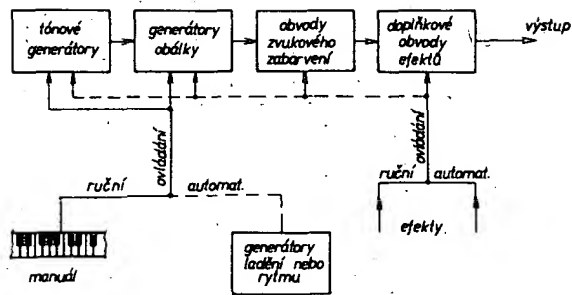 tónové
generátory
generátory
obálky
obvody
zvukového
zabarvení
doplňkové
obvody
efektů
výstup
ovládání
ovládání
ruční
automat.
ruční
automat.
efekty
manuál
generátory
ladění nebo
rytmu